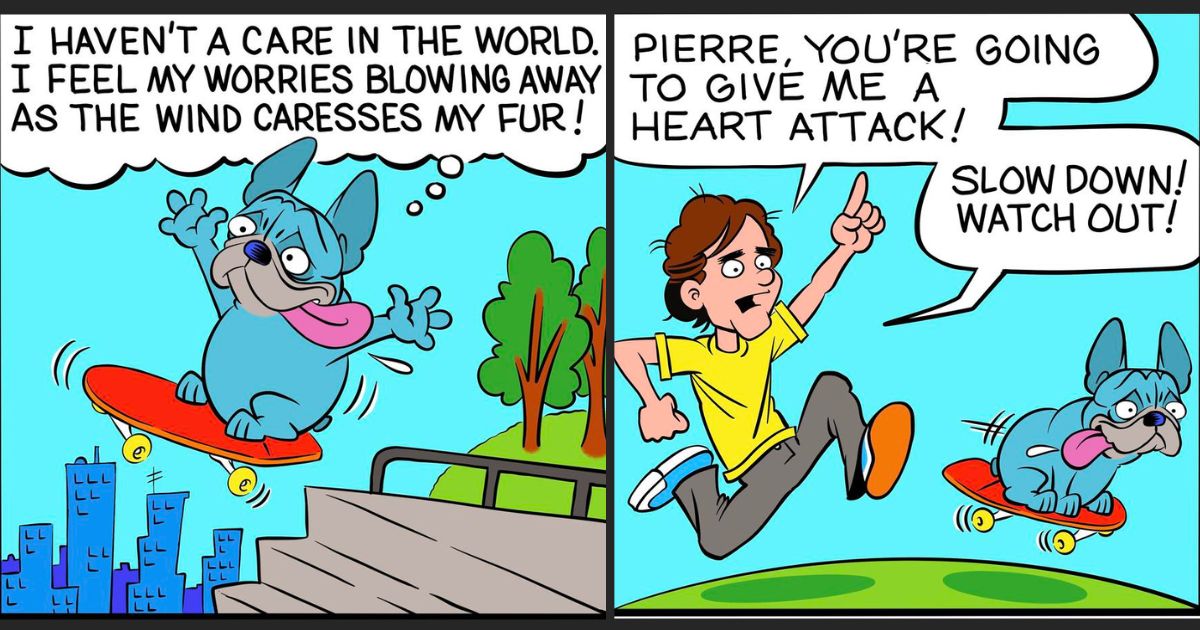 I HAVEN'T A CARE IN THE WORLD.
I FEEL MY WORRIES BLOWING AWAY
AS THE WIND CARESSES MY FUR!
PIERRE, YOU'RE GOING
TO GIVE ME A
HEART ATTACK!
SLOW DOWN!
WATCH OUT!